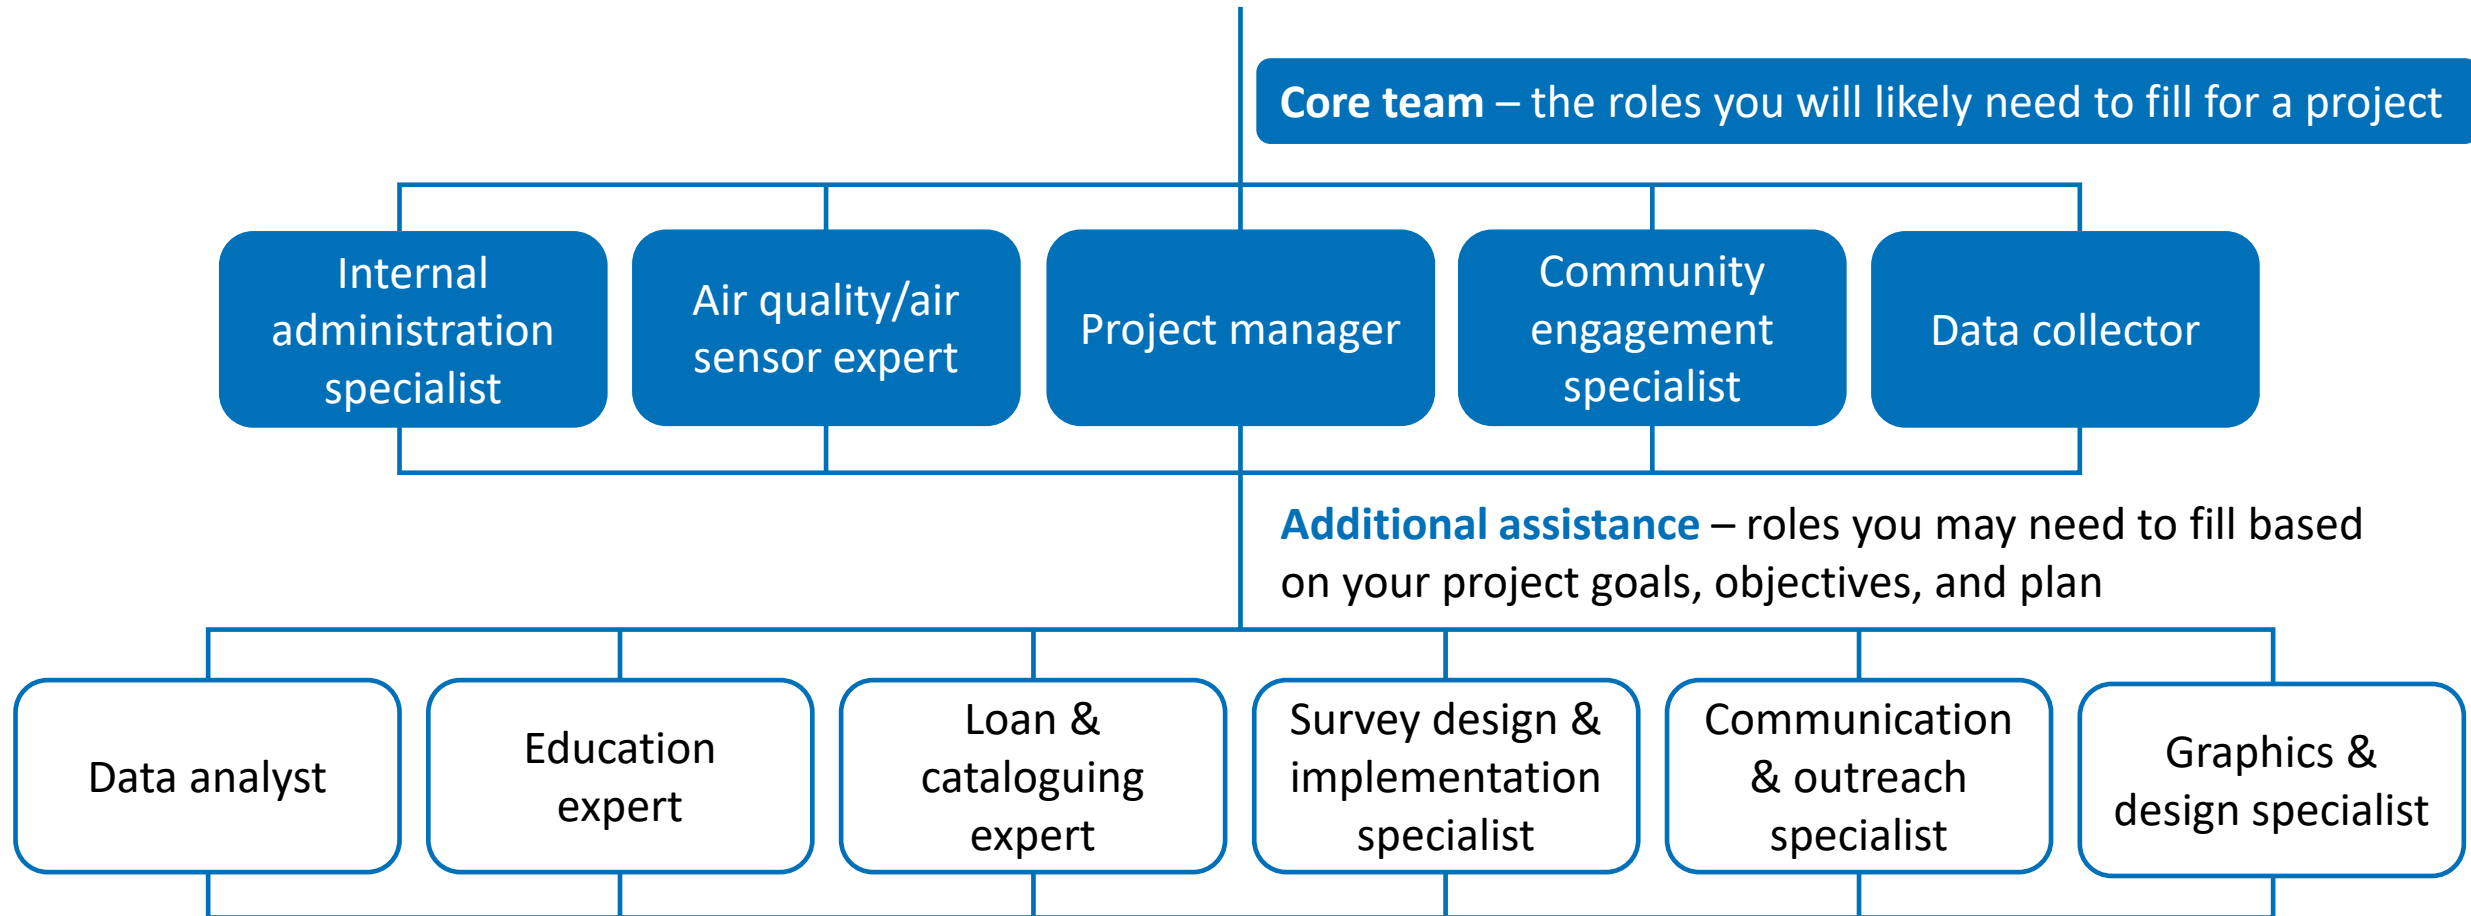 Core team – the roles you will likely need to fill for a project
Internal
administration
specialist
Air quality/air
sensor expert
Project manager
Community
engagement
specialist
Data collector
Additional assistance – roles you may need to fill based
on your project goals, objectives, and plan
Data analyst
Education
expert
Loan &
cataloguing
expert
Survey design &
implementation
specialist
Communication
& outreach
specialist
Graphics &
design specialist